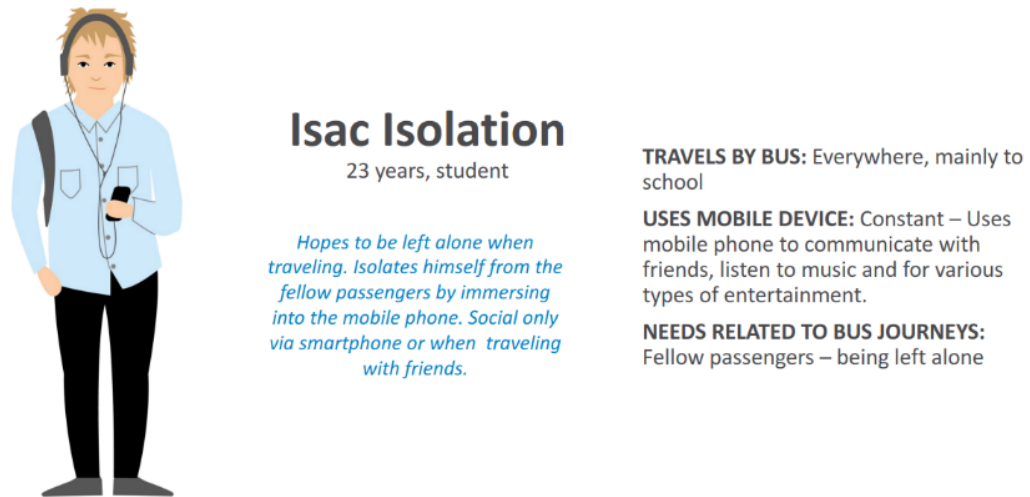 Isac Isolation
23 years, student
Hopes to be left alone when
traveling. Isolates himself from the
fellow passengers by immersing
into the mobile phone. Social only
via smartphone or when traveling
with friends.
TRAVELS BY BUS: Everywhere, mainly to
school
USES MOBILE DEVICE: Constant – Uses
mobile phone to communicate with
friends, listen to music and for various
types of entertainment.
NEEDS RELATED TO BUS JOURNEYS:
Fellow passengers – being left alone